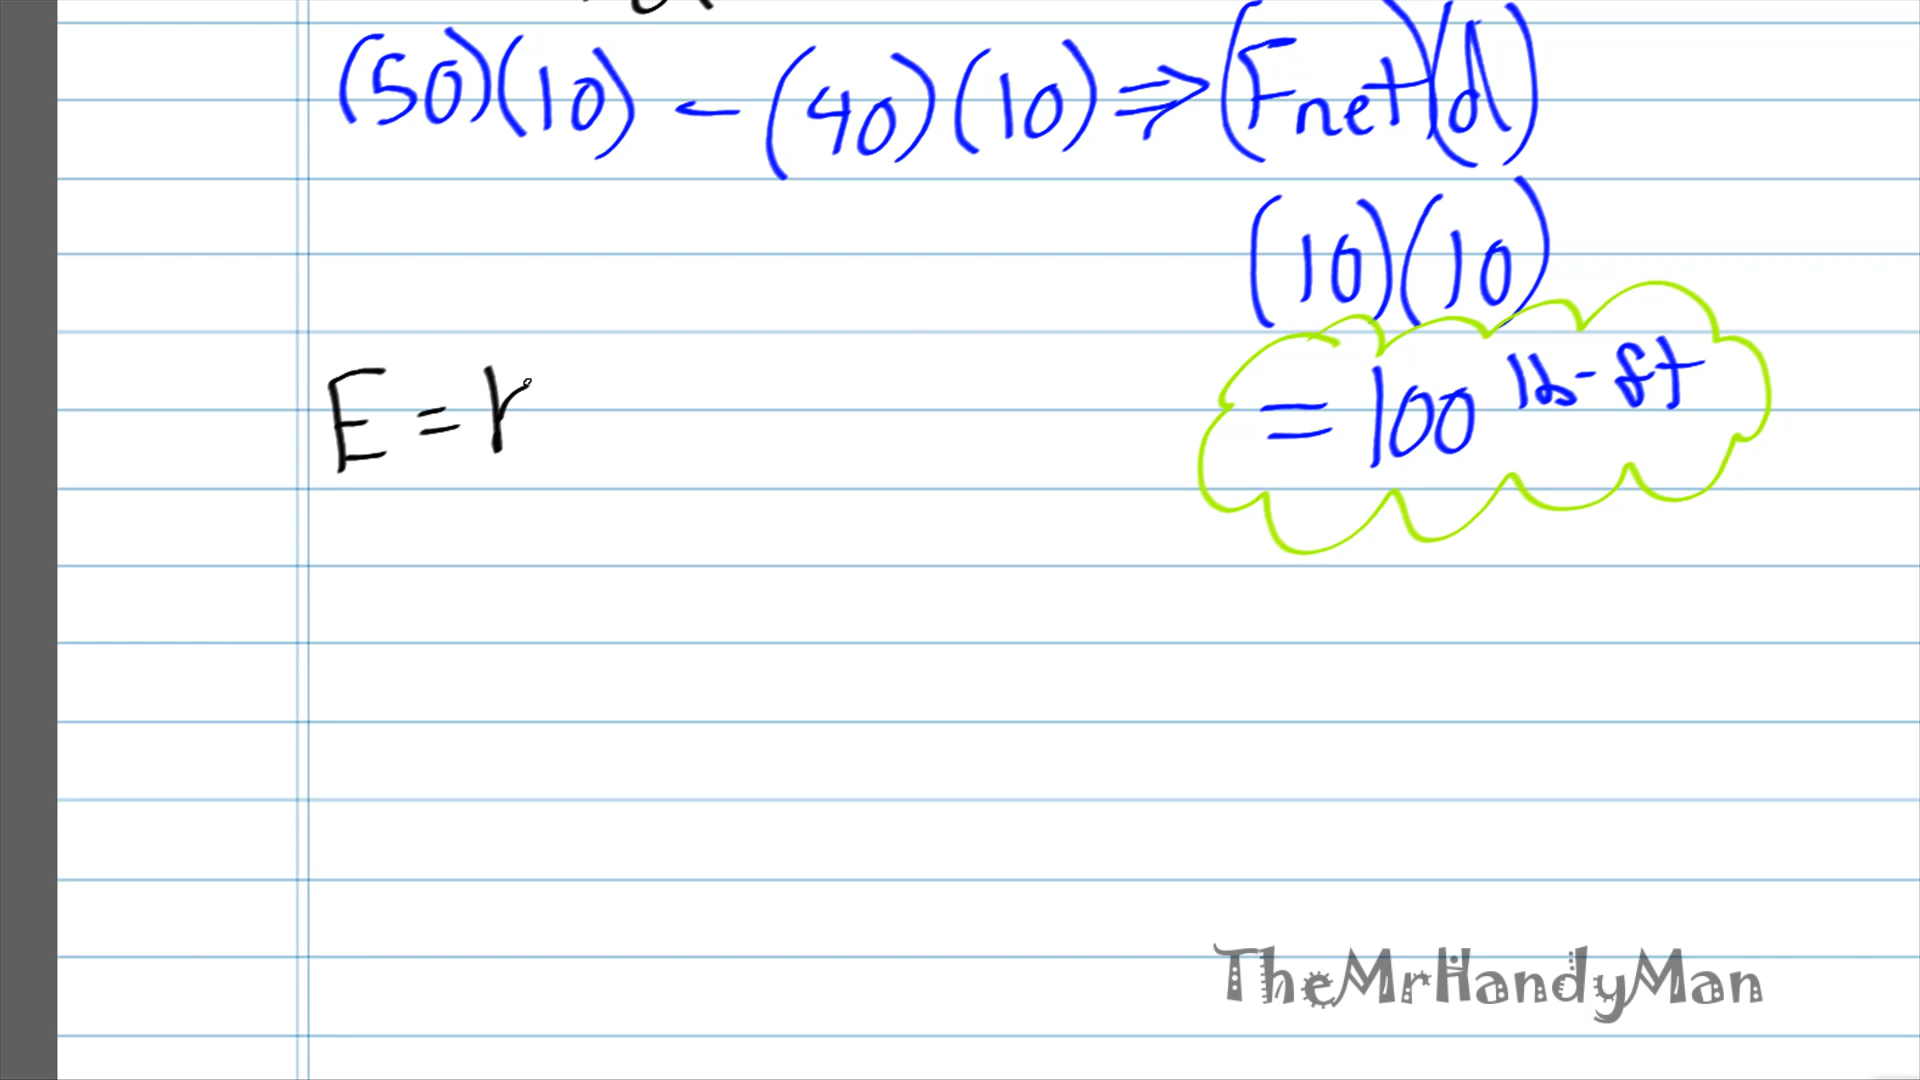 (50)(10) - (40)(10) ⇒ (Fnet)(d)
(10)(10)
= 100 lb-ft
E = r
TheMrHandyMan